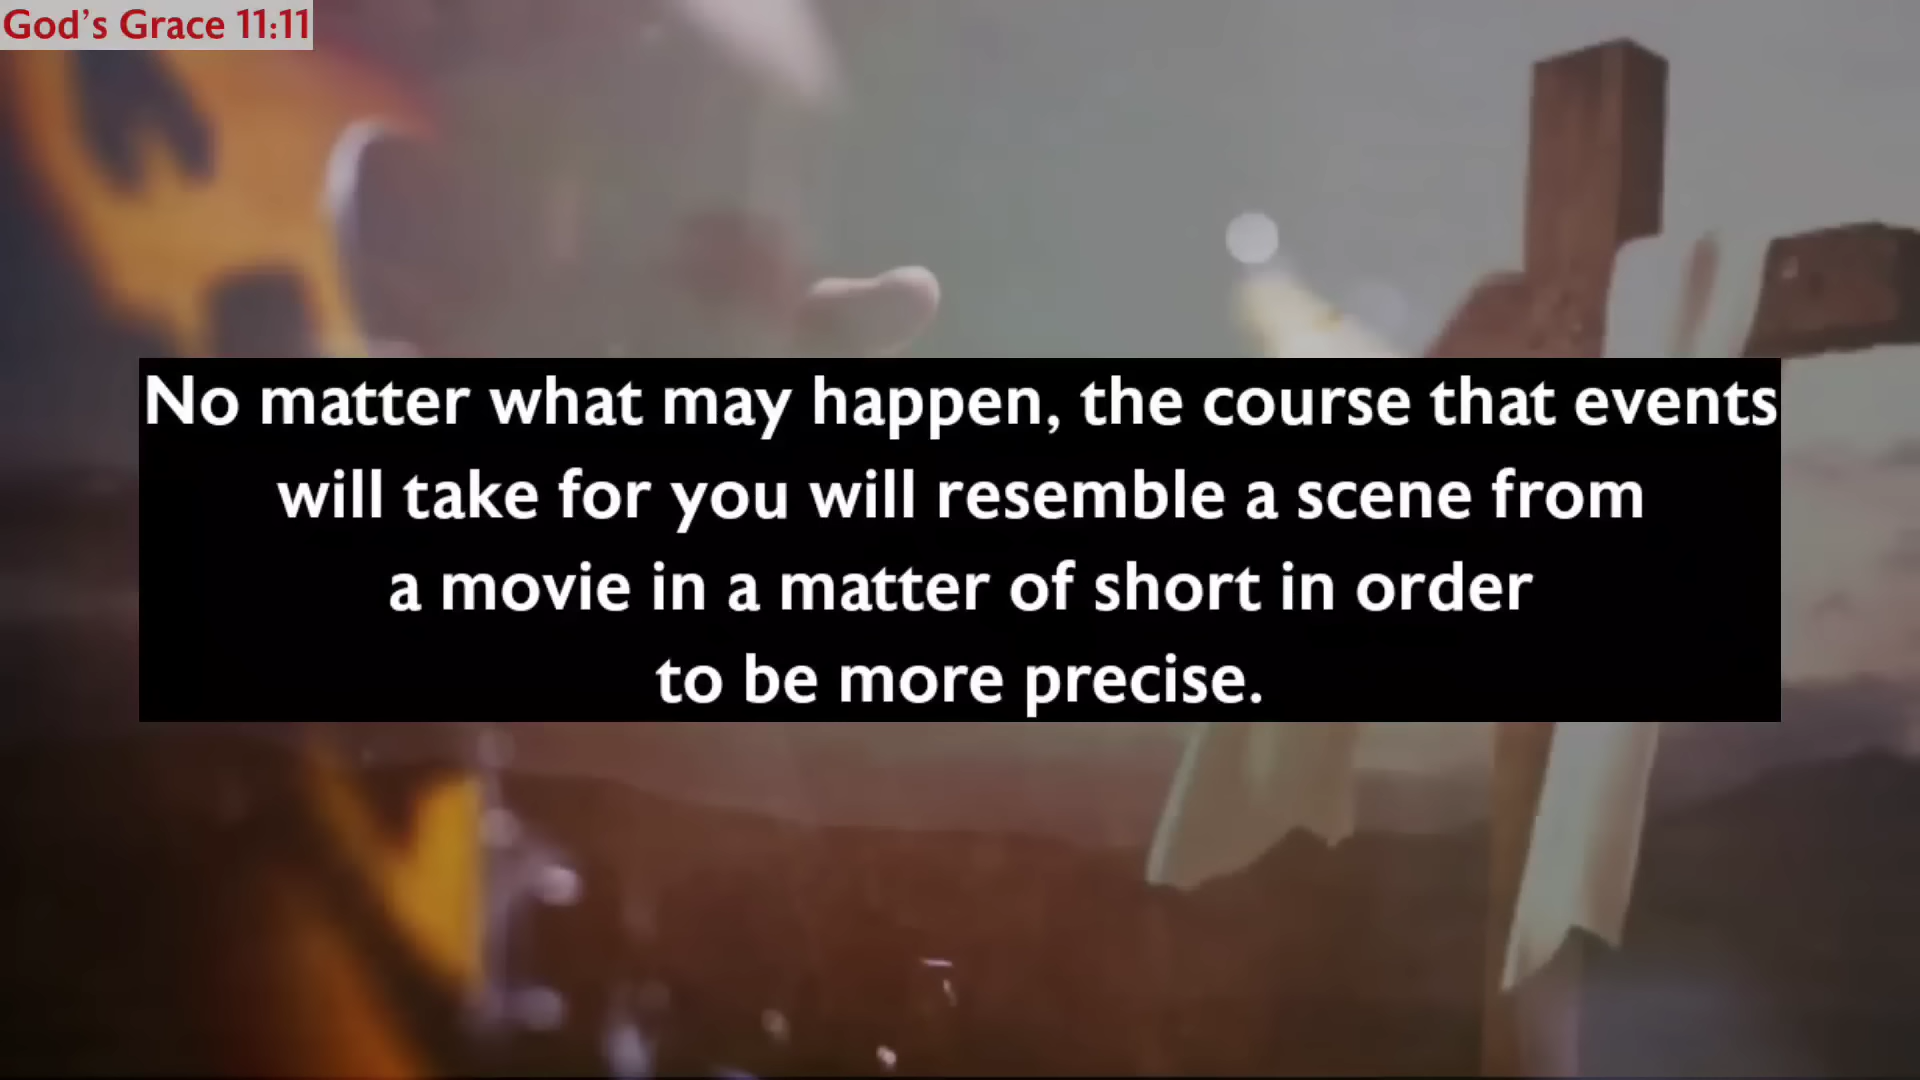 God's Grace 11:11
No matter what may happen, the course that events
will take for you will resemble a scene from
a movie in a matter of short in order
to be more precise.